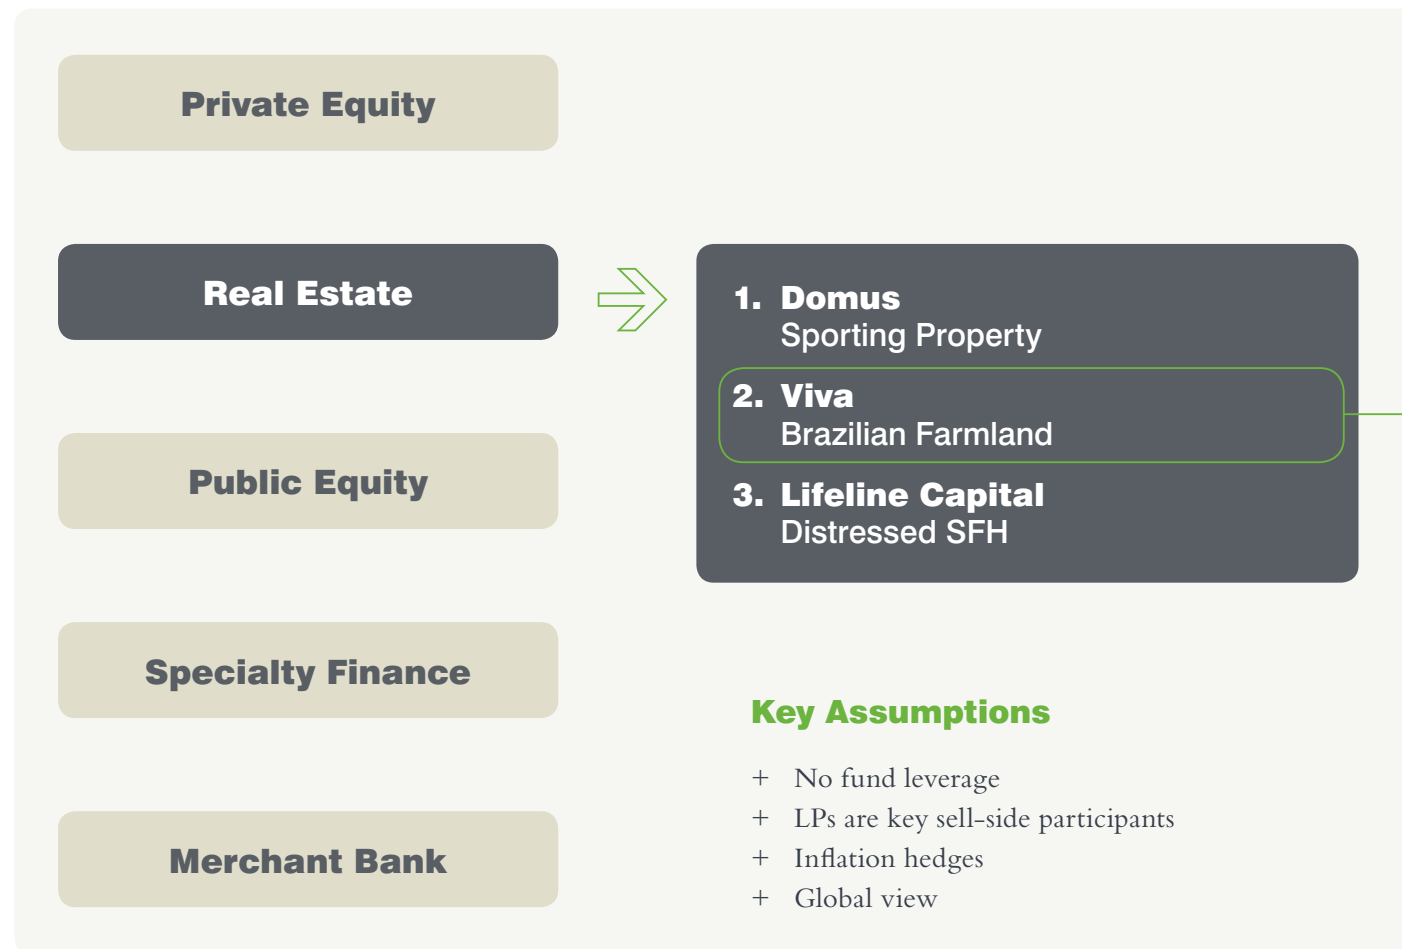 Private Equity
Real Estate
Public Equity
Specialty Finance
Merchant Bank
1. Domus
Sporting Property
2. Viva
Brazilian Farmland
3. Lifeline Capital
Distressed SFH
Key Assumptions
+ No fund leverage
+ LPs are key sell-side participants
+ Inflation hedges
+ Global view